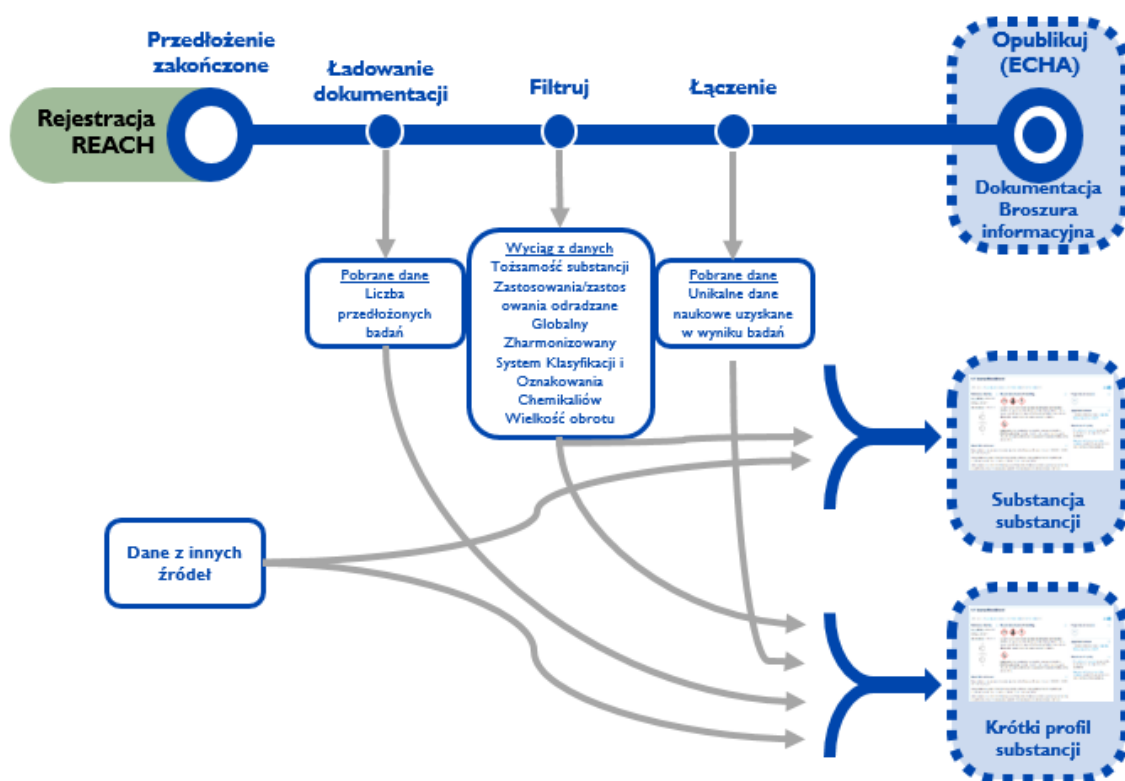 Przedłożenie
zakończone
Ładowanie
dokumentacji
Filtruj
Łączenie
Opublikuj
(ECHA)
Rejestracja
REACH
Dokumentacja
Broszura
informacyjna
Pobrane dane
Liczba
przedłożonych
badań
Wyciąg z danych
Tożsamość substancji
Zastosowania/zastos
owania odradzane
Globalny
Zharmonizowany
System Klasyfikacji i
Oznakowania
Chemikaliów
Wielkość obrotu
Pobrane dane
Unikalne dane
naukowe uzyskane
w wyniku badań
Substancja
substancji
Dane z innych
źródeł
Krótki profil
substancji